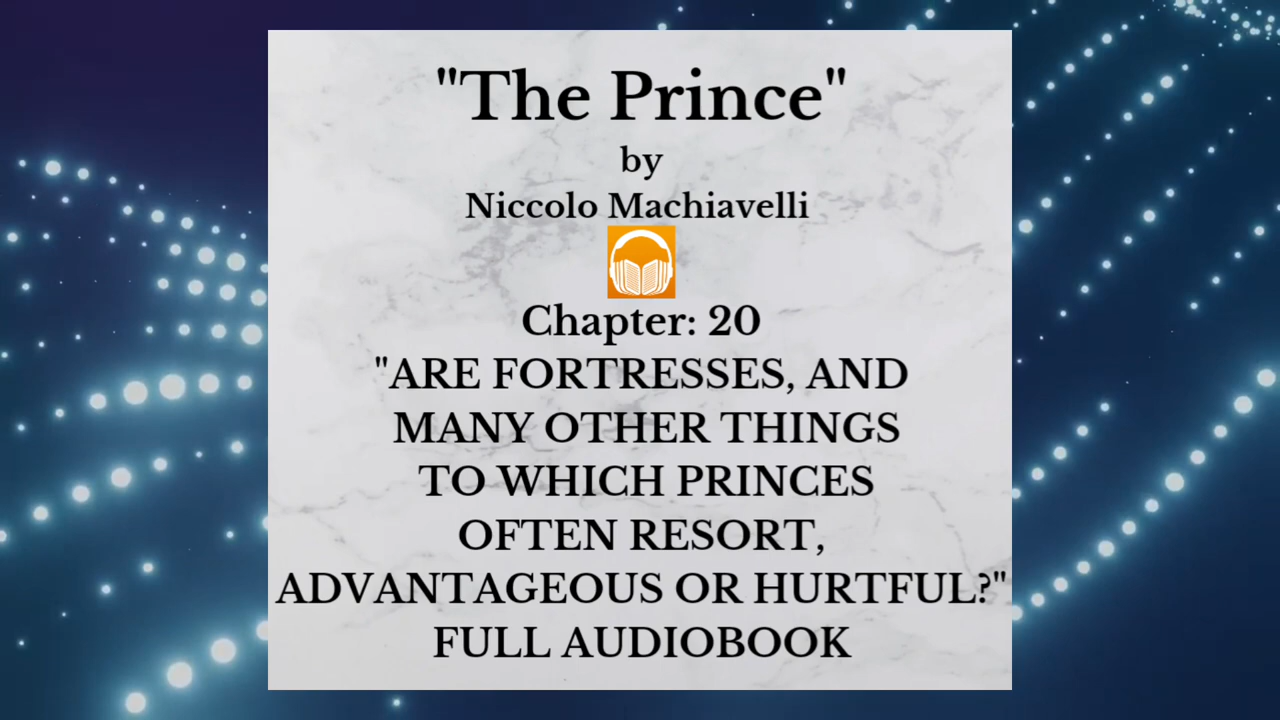 "The Prince"
by
Niccolo Machiavelli
Chapter: 20
"ARE FORTRESSES, AND
MANY OTHER THINGS
TO WHICH PRINCES
OFTEN RESORT,
ADVANTAGEOUS OR HURTFUL?"
FULL AUDIOBOOK